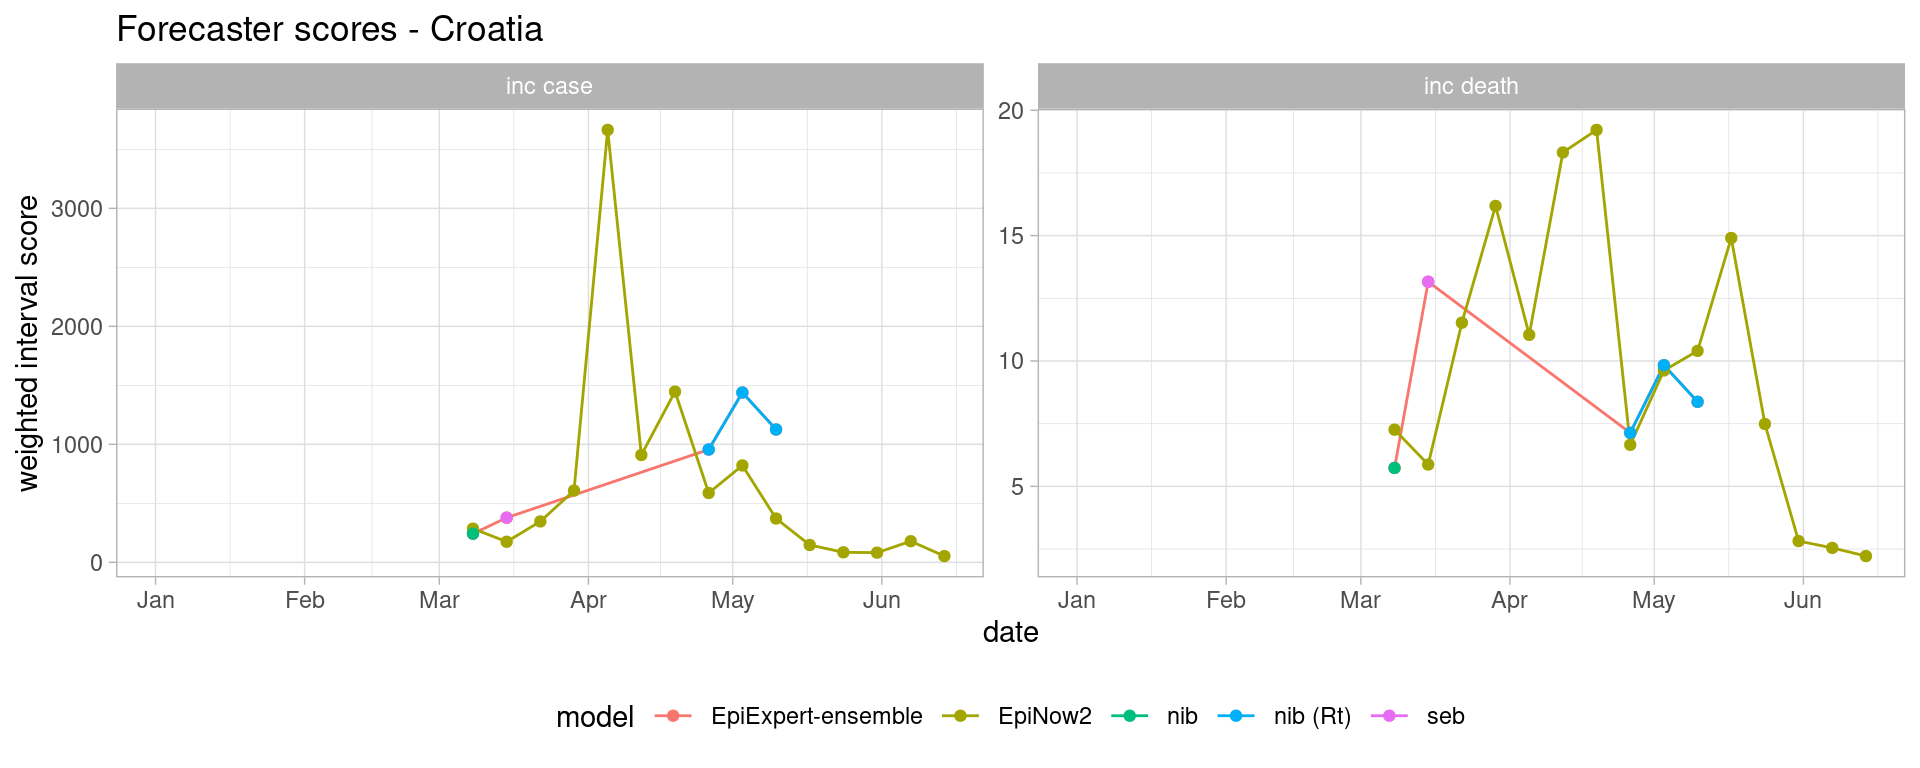 Forecaster scores - Croatia
inc case
inc death
weighted interval score
3000
2000
1000
0
20
15
10
5
Jan Feb Mar Apr May Jun
Jan Feb Mar Apr May Jun
date
model EpiExpert-ensemble EpiNow2 nib nib (Rt) seb